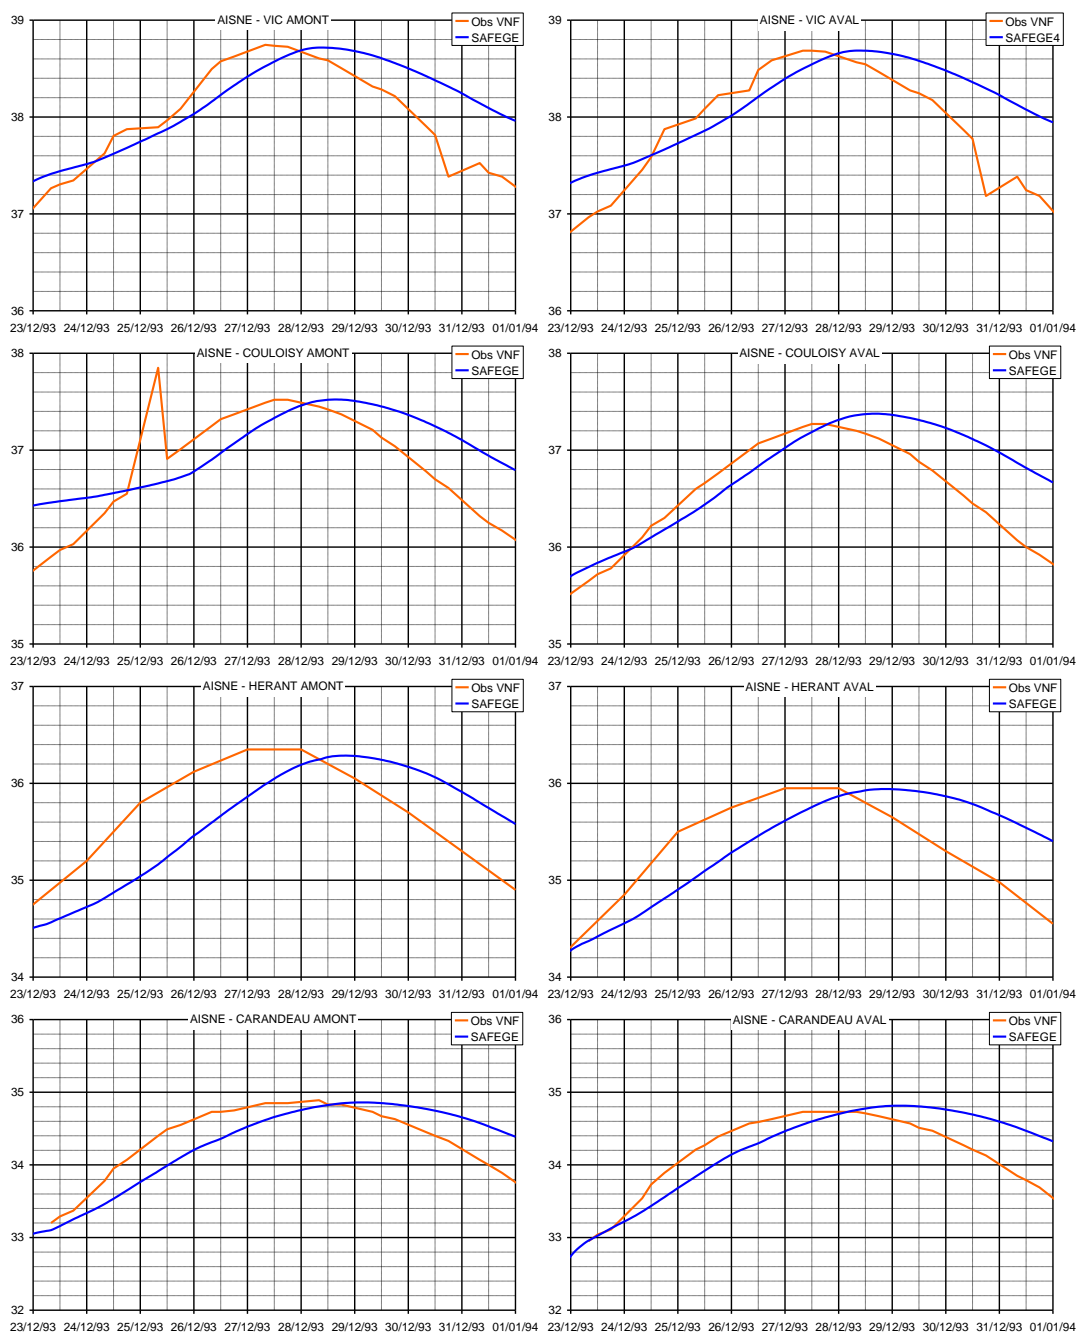 AISNE - VIC AMONT
Obs VNF
SAFEGE
39
38
37
36
23/12/93 24/12/93 25/12/93 26/12/93 27/12/93 28/12/93 29/12/93 30/12/93 31/12/93 01/01/94
AISNE - VIC AVAL
Obs VNF
SAFEGE4
39
38
37
36
23/12/93 24/12/93 25/12/93 26/12/93 27/12/93 28/12/93 29/12/93 30/12/93 31/12/93 01/01/94
AISNE - COULOISY AMONT
Obs VNF
SAFEGE
38
37
36
35
23/12/93 24/12/93 25/12/93 26/12/93 27/12/93 28/12/93 29/12/93 30/12/93 31/12/93 01/01/94
AISNE - COULOISY AVAL
Obs VNF
SAFEGE
38
37
36
35
23/12/93 24/12/93 25/12/93 26/12/93 27/12/93 28/12/93 29/12/93 30/12/93 31/12/93 01/01/94
AISNE - HERANT AMONT
Obs VNF
SAFEGE
37
36
35
34
23/12/93 24/12/93 25/12/93 26/12/93 27/12/93 28/12/93 29/12/93 30/12/93 31/12/93 01/01/94
AISNE - HERANT AVAL
Obs VNF
SAFEGE
37
36
35
34
23/12/93 24/12/93 25/12/93 26/12/93 27/12/93 28/12/93 29/12/93 30/12/93 31/12/93 01/01/94
AISNE - CARANDEAU AMONT
Obs VNF
SAFEGE
36
35
34
33
32
23/12/93 24/12/93 25/12/93 26/12/93 27/12/93 28/12/93 29/12/93 30/12/93 31/12/93 01/01/94
AISNE - CARANDEAU AVAL
Obs VNF
SAFEGE
36
35
34
33
32
23/12/93 24/12/93 25/12/93 26/12/93 27/12/93 28/12/93 29/12/93 30/12/93 31/12/93 01/01/94